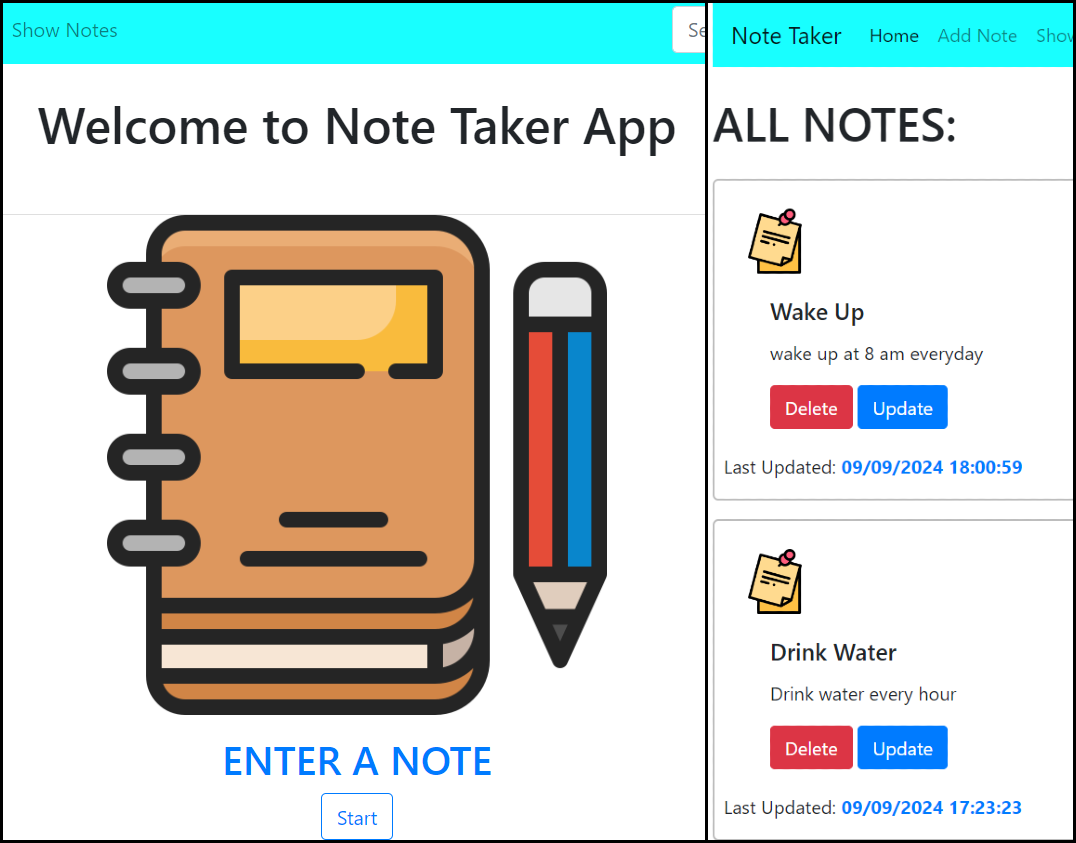 Show Notes
Welcome to Note Taker App
ENTER A NOTE
Start
Note Taker Home Add Note
ALL NOTES:
Wake Up
wake up at 8 am everyday
Delete Update
Last Updated: 09/09/2024 18:00:59
Drink Water
Drink water every hour
Delete Update
Last Updated: 09/09/2024 17:23:23